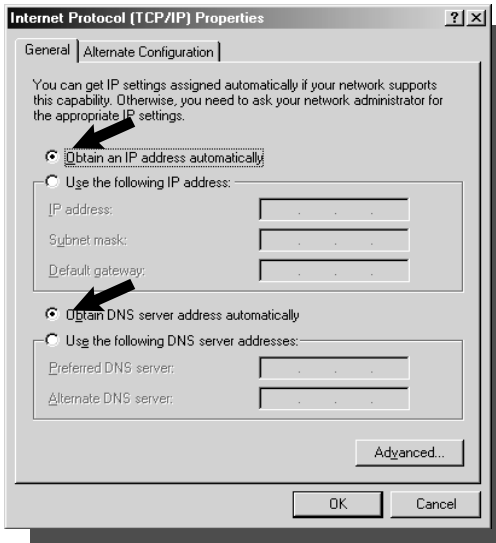 Internet Protocol (TCP/IP) Properties
General Alternate Configuration
You can get IP settings assigned automatically if your network supports
this capability. Otherwise, you need to ask your network administrator for
the appropriate IP settings.
Obtain an IP address automatically
Use the following IP address:
IP address:
Subnet mask:
Default gateway:
Obtain DNS server address automatically
Use the following DNS server addresses:
Preferred DNS server:
Alternate DNS server:
Advanced...
OK Cancel